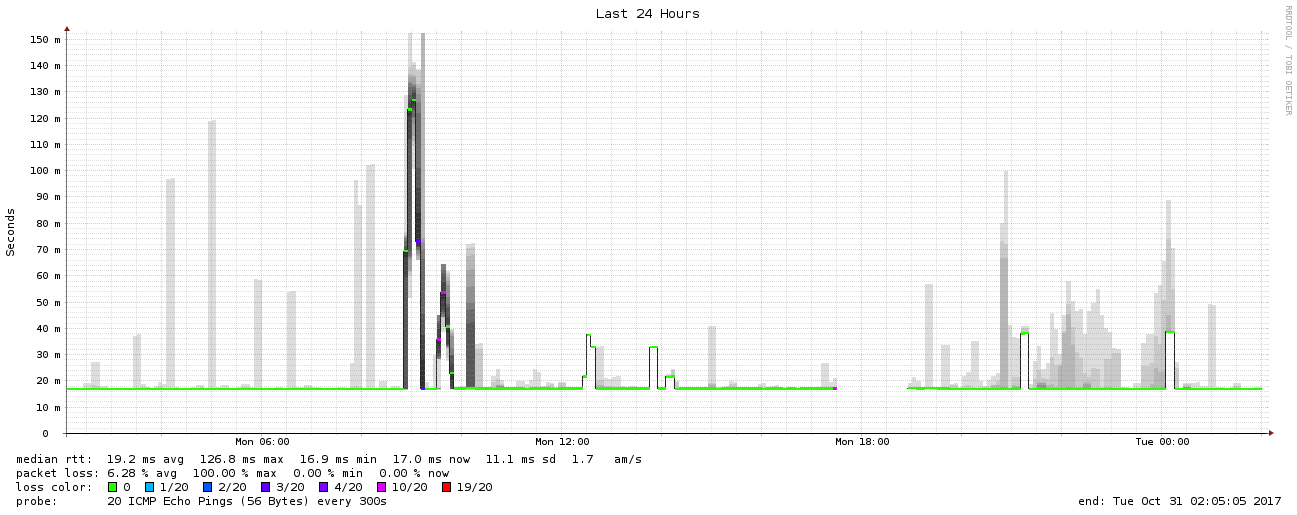 Last 24 Hours
RRDTOOL / TOBI OETIKER
Seconds
150 m
140 m
130 m
120 m
110 m
100 m
90 m
80 m
70 m
60 m
50 m
40 m
30 m
20 m
10 m
0
Mon 06:00 Mon 12:00 Mon 18:00 Tue 00:00
median rtt: 19.2 ms avg 126.8 ms max 16.9 ms min 17.0 ms now 11.1 ms sd 1.7 am/s
packet loss: 6.28 % avg 100.00 % max 0.00 % min 0.00 % now
loss color: 0 1/20 2/20 3/20 4/20 10/20 19/20
probe: 20 ICMP Echo Pings (56 Bytes) every 300s end: Tue Oct 31 02:05:05 2017